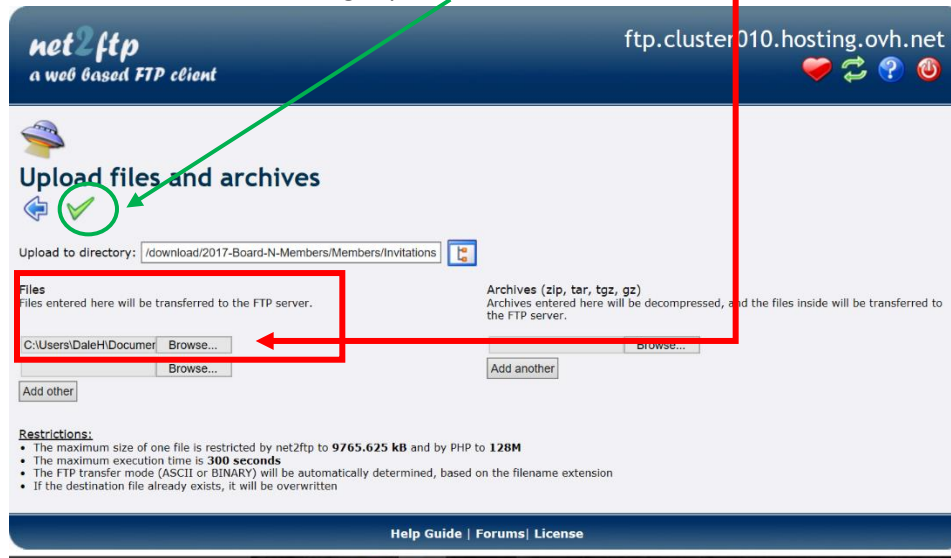 net2ftp
a web based FTP client
ftp.cluster010.hosting.ovh.net
Upload files and archives
Upload to directory: /download/2017-Board-N-Members/Members/Invitations
Files
Files entered here will be transferred to the FTP server.
C:\Users\DaleH\Documer Browse...
Browse...
Add other
Archives (zip, tar, tgz, gz)
Archives entered here will be decompressed, and the files inside will be transferred to
the FTP server.
Browse...
Add another
Restrictions:
• The maximum size of one file is restricted by net2ftp to 9765.625 kB and by PHP to 128M
• The maximum execution time is 300 seconds
• The FTP transfer mode (ASCII or BINARY) will be automatically determined, based on the filename extension
• If the destination file already exists, it will be overwritten
Help Guide | Forums| License